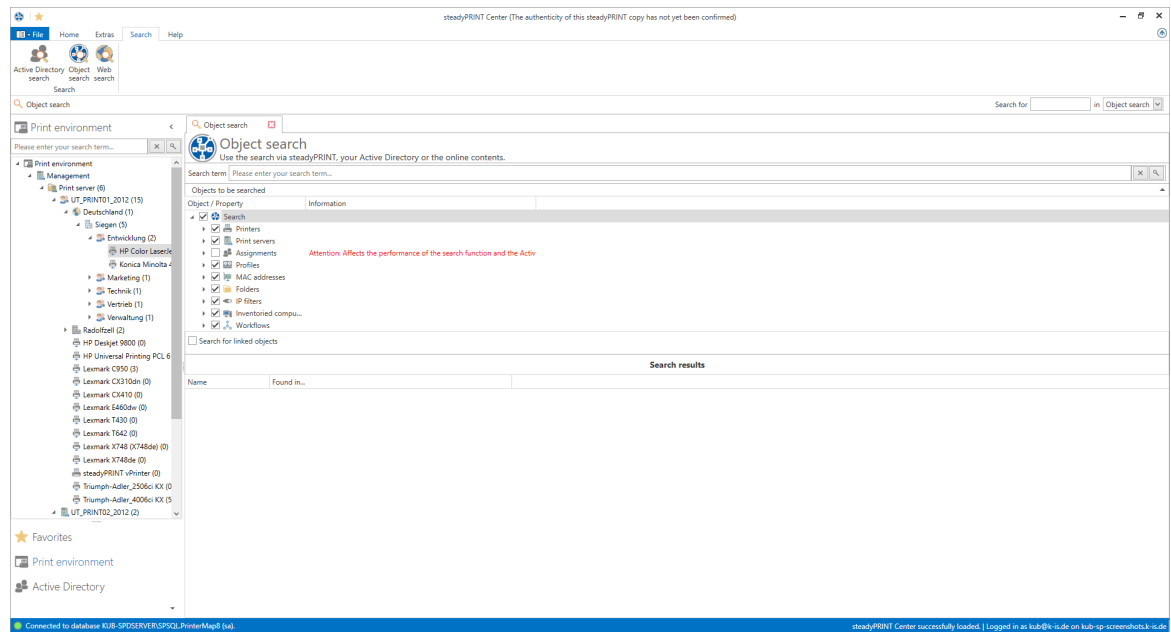 steadyPRINT Center (The authenticity of this steadyPRINT copy has not yet been confirmed)
File Home Extras Search Help
Active Directory search Object search Web search
Search
Object search Search for in Object search
Print environment
Please enter your search term...
Print environment
Management
Print server (6)
UT_PRINT01_2012 (15)
Deutschland (1)
Siegen (5)
Entwicklung (2)
HP Color LaserJe
Konica Minolta 4
Marketing (1)
Technik (1)
Vertrieb (1)
Verwaltung (1)
Radolfzell (2)
HP Deskjet 9800 (0)
HP Universal Printing PCL 6
Lexmark C950 (3)
Lexmark CX310dn (0)
Lexmark CX410 (0)
Lexmark E460dw (0)
Lexmark T430 (0)
Lexmark T642 (0)
Lexmark X748 (X748de) (0)
Lexmark X748de (0)
steadyPRINT vPrinter (0)
Triumph-Adler_2506ci KX (0
Triumph-Adler_4006ci KX (5
UT_PRINT02_2012 (2)
Favorites
Print environment
Active Directory
Object search
Object search
Use the search via steadyPRINT, your Active Directory or the online contents.
Search term Please enter your search term...
Objects to be searched
Object / Property Information
Search
Printers
Print servers
Assignments Attention: Affects the performance of the search function and the Activ
Profiles
MAC addresses
Folders
IP filters
Inventoried compu...
Workflows
Search for linked objects
Search results
Name Found in...
Connected to database KUB-SPDSERVER\SPSQL.PrinterMap8 (sa). steadyPRINT Center successfully loaded. | Logged in as kub@k-is.de on kub-sp-screenshots.k-is.de